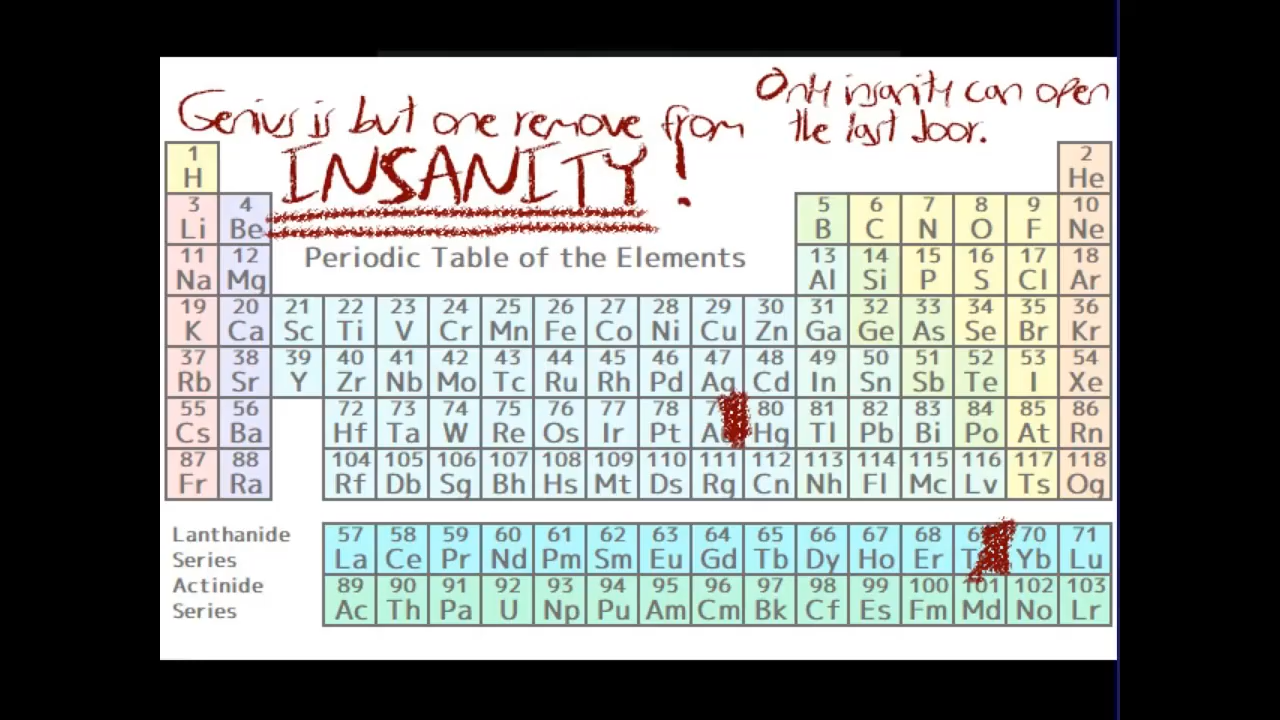 Genius is but one remove from
INSANITY!
Only insanity can open
the last door.
Periodic Table of the Elements
1 2
H He
3 4 5 6 7 8 9 10
Li Be B C N O F Ne
11 12 13 14 15 16 17 18
Na Mg Al Si P S Cl Ar
19 20 21 22 23 24 25 26 27 28 29 30 31 32 33 34 35 36
K Ca Sc Ti V Cr Mn Fe Co Ni Cu Zn Ga Ge As Se Br Kr
37 38 39 40 41 42 43 44 45 46 47 48 49 50 51 52 53 54
Rb Sr Y Zr Nb Mo Tc Ru Rh Pd Ag Cd In Sn Sb Te I Xe
55 56 72 73 74 75 76 77 78 80 81 82 83 84 85 86
Cs Ba Hf Ta W Re Os Ir Pt Hg Tl Pb Bi Po At Rn
87 88 104 105 106 107 108 109 110 111 112 113 114 115 116 117 118
Fr Ra Rf Db Sg Bh Hs Mt Ds Rg Cn Nh Fl Mc Lv Ts Og
Lanthanide
Series
57 58 59 60 61 62 63 64 65 66 67 68 70 71
La Ce Pr Nd Pm Sm Eu Gd Tb Dy Ho Er Yb Lu
Actinide
Series
89 90 91 92 93 94 95 96 97 98 99 100 101 102 103
Ac Th Pa U Np Pu Am Cm Bk Cf Es Fm Md No Lr